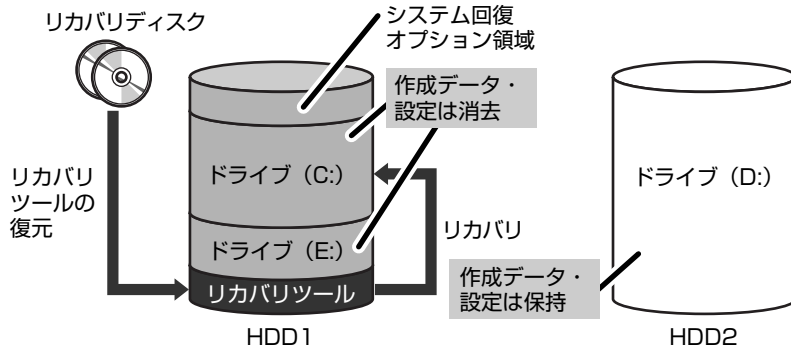 リカバリディスク
システム回復
オプション領域
作成データ・
設定は消去
リカバリ
ツールの
復元
ドライブ（C:）
ドライブ（E:）
リカバリツール
リカバリ
HDD1
ドライブ（D:）
作成データ・
設定は保持
HDD2